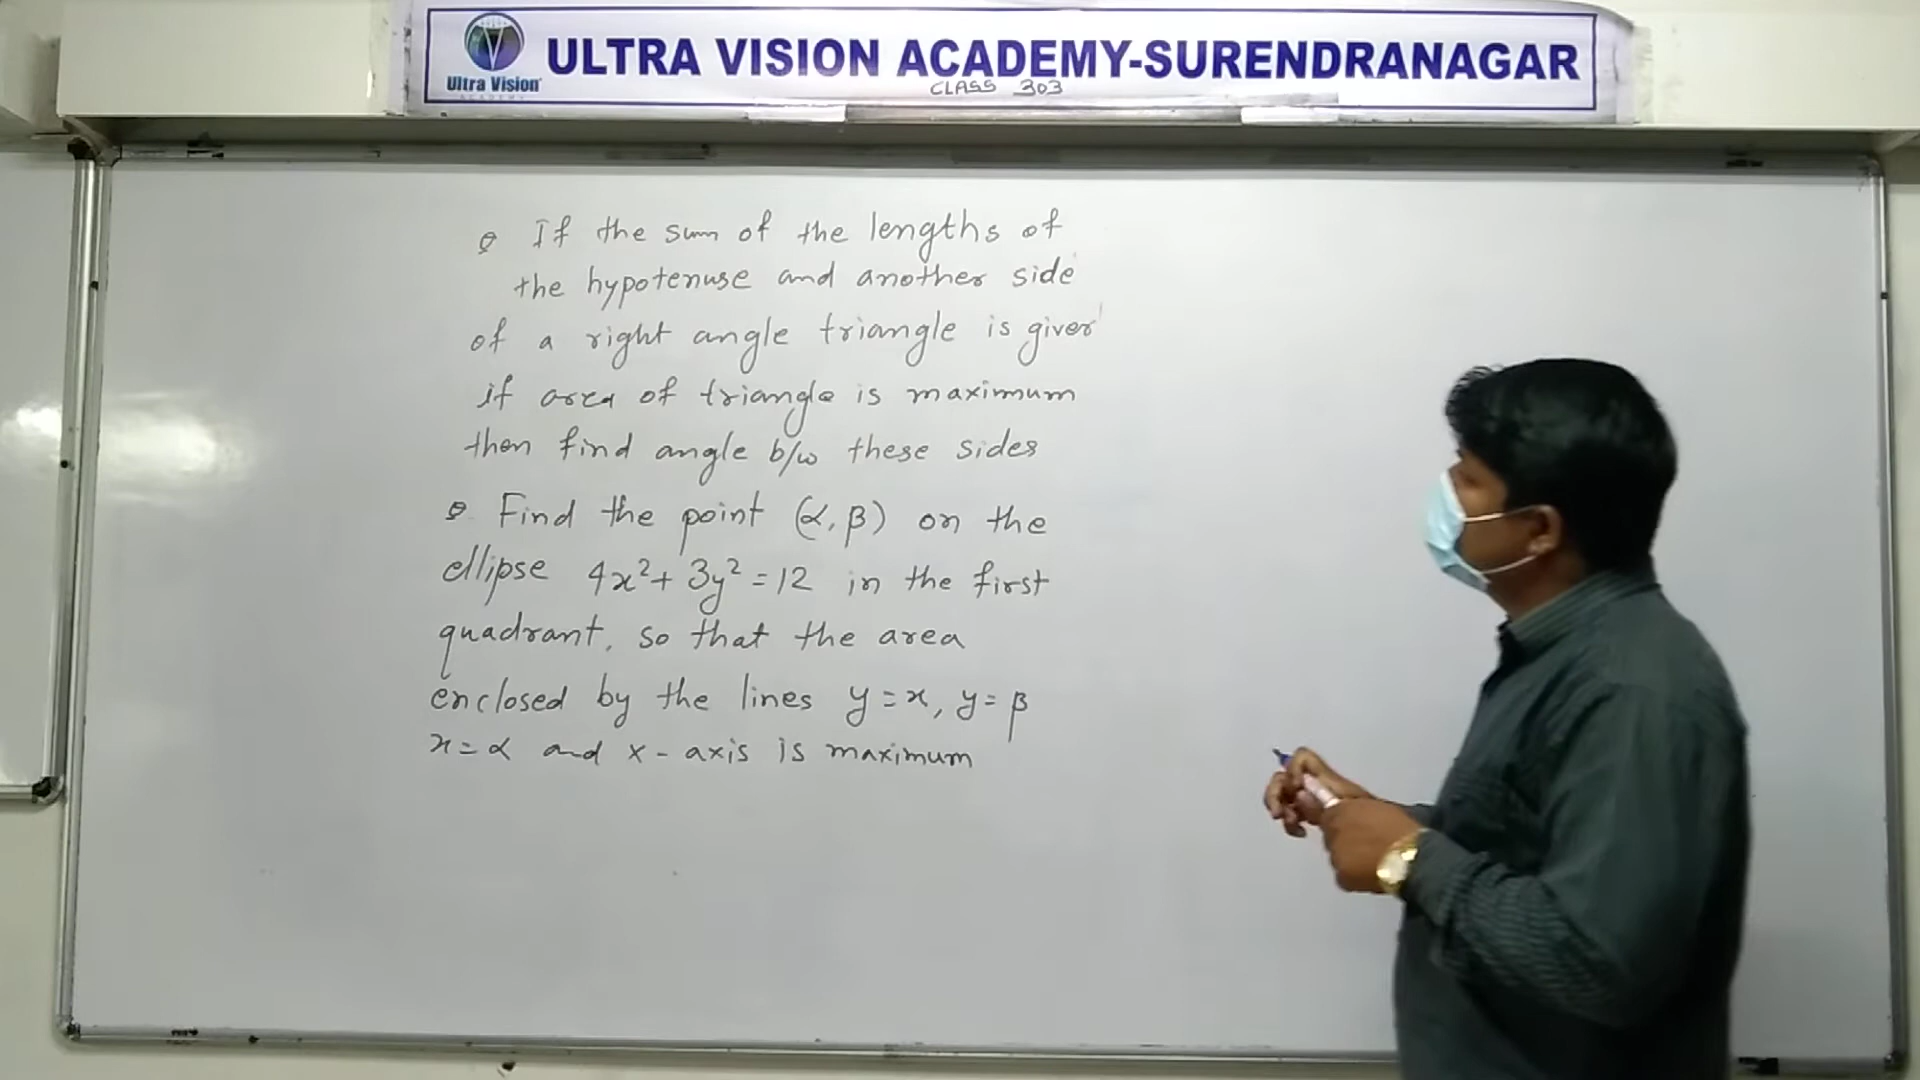 Ultra Vision
ACADEMY
ULTRA VISION ACADEMY-SURENDRANAGAR
CLASS 303
Q If the sum of the lengths of
the hypotenuse and another side
of a right angle triangle is given
if area of triangle is maximum
then find angle b/w these sides
Q. Find the point (α, β) on the
ellipse 4x²+ 3y² = 12 in the first
quadrant, so that the area
enclosed by the lines y = x, y = β
x = α and x - axis is maximum